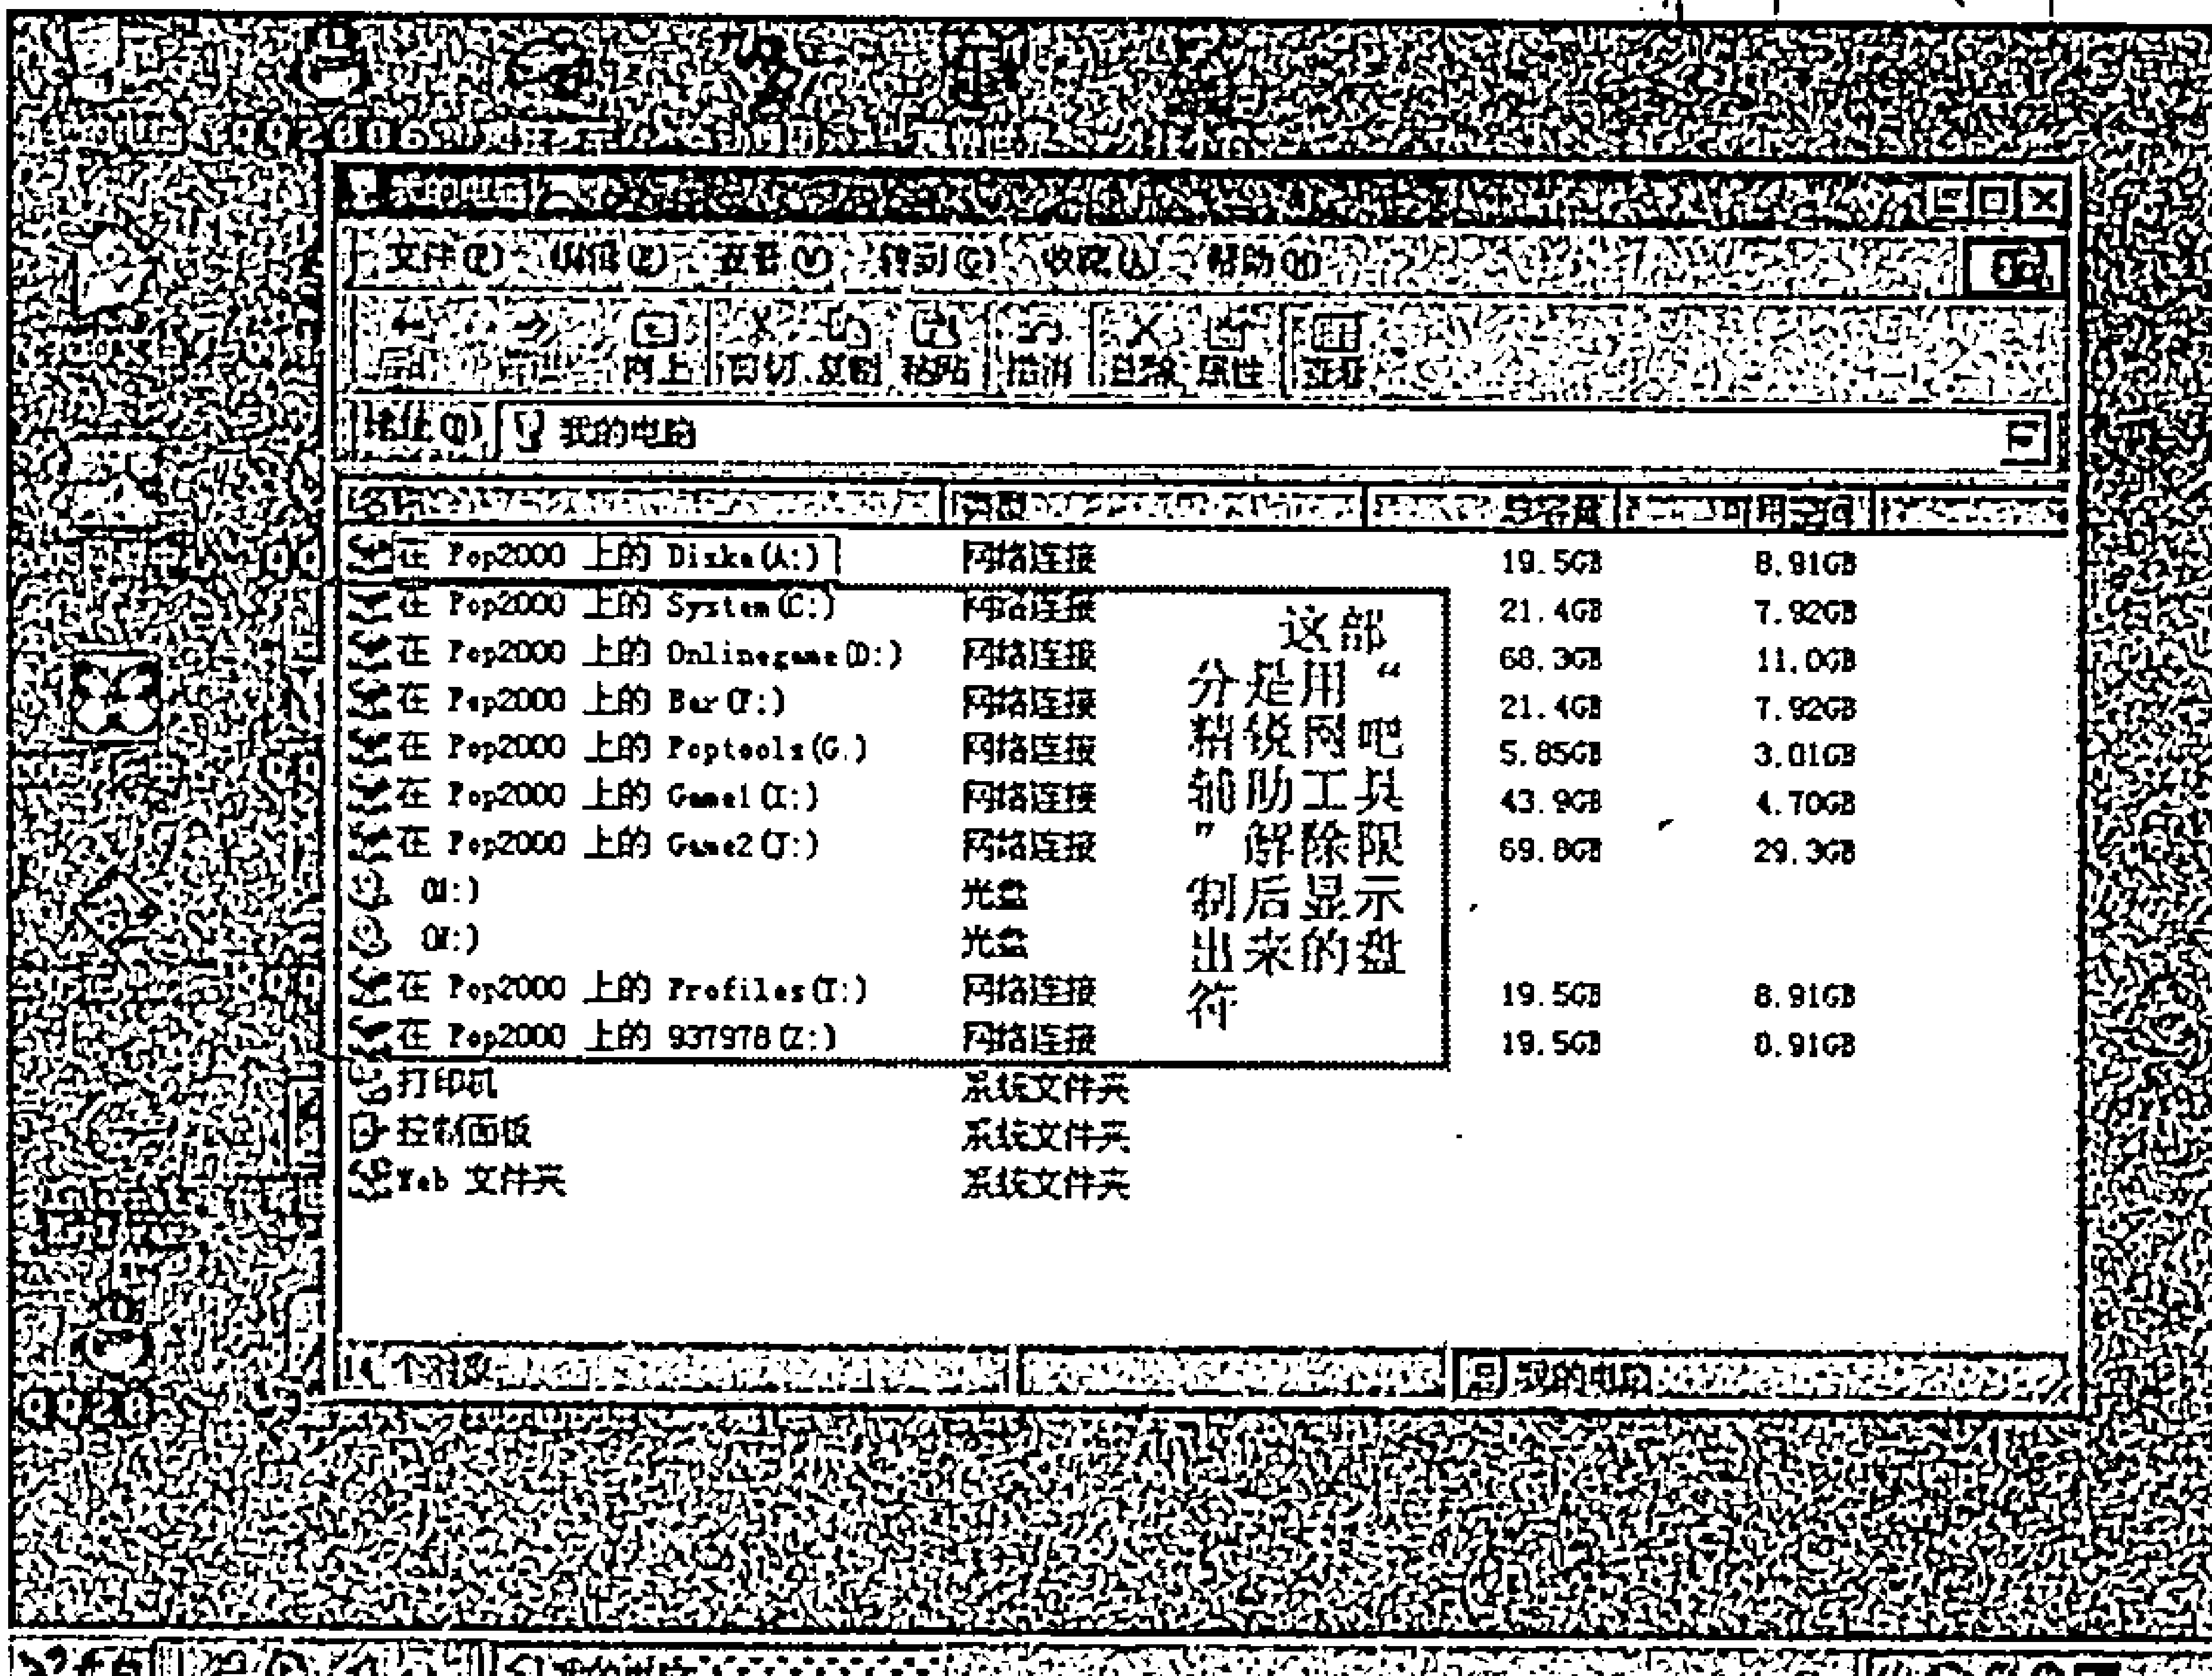 我的电脑
文件(F) 编辑(E) 查看(V) 转到(G) 收藏(A) 帮助(H)
后退 前进 向上 剪切 复制 粘贴 撤消 删除 属性 查看
地址(D) 我的电脑
类型 总容量 可用空间
在 Pop2000 上的 Diska(A:) 网络连接 19.5GB 8.91GB
在 Pop2000 上的 System(C:) 网络连接 21.4GB 7.92GB
在 Pop2000 上的 Onlinegame(D:) 网络连接 68.3GB 11.0GB
在 Pop2000 上的 Bar(F:) 网络连接 21.4GB 7.92GB
在 Pop2000 上的 Poptools(G:) 网络连接 5.85GB 3.01GB
在 Pop2000 上的 Game1(I:) 网络连接 43.9GB 4.70GB
在 Pop2000 上的 Game2(J:) 网络连接 69.8GB 29.3GB
光盘
光盘
在 Pop2000 上的 Profiles(T:) 网络连接 19.5GB 8.91GB
在 Pop2000 上的 937978(Z:) 网络连接 19.5GB 8.91GB
打印机 系统文件夹
控制面板 系统文件夹
Web 文件夹 系统文件夹
这部
分是用“
精锐网吧
辅助工具
”解除限
制后显示
出来的盘
符
14 个对象 我的电脑